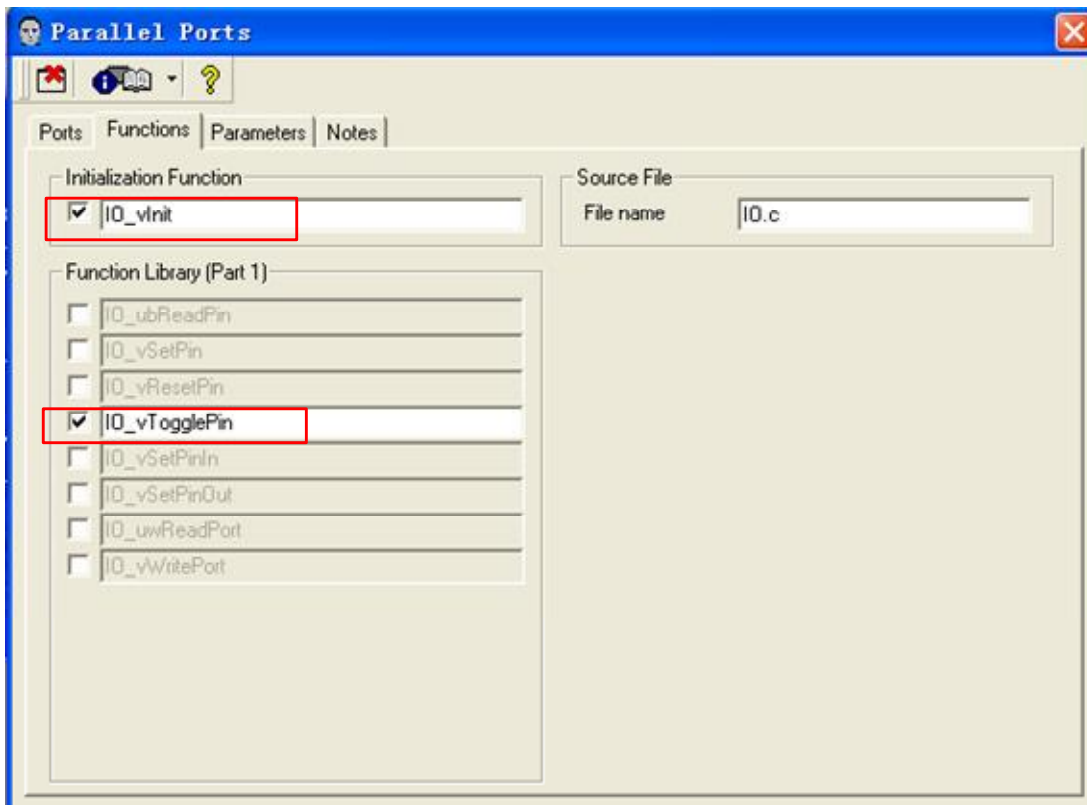 Parallel Ports
Ports Functions Parameters Notes
Initialization Function
IO_vInit
Source File
File name IO.c
Function Library (Part 1)
IO_ubReadPin
IO_vSetPin
IO_vResetPin
IO_vTogglePin
IO_vSetPinIn
IO_vSetPinOut
IO_uwReadPort
IO_vWritePort